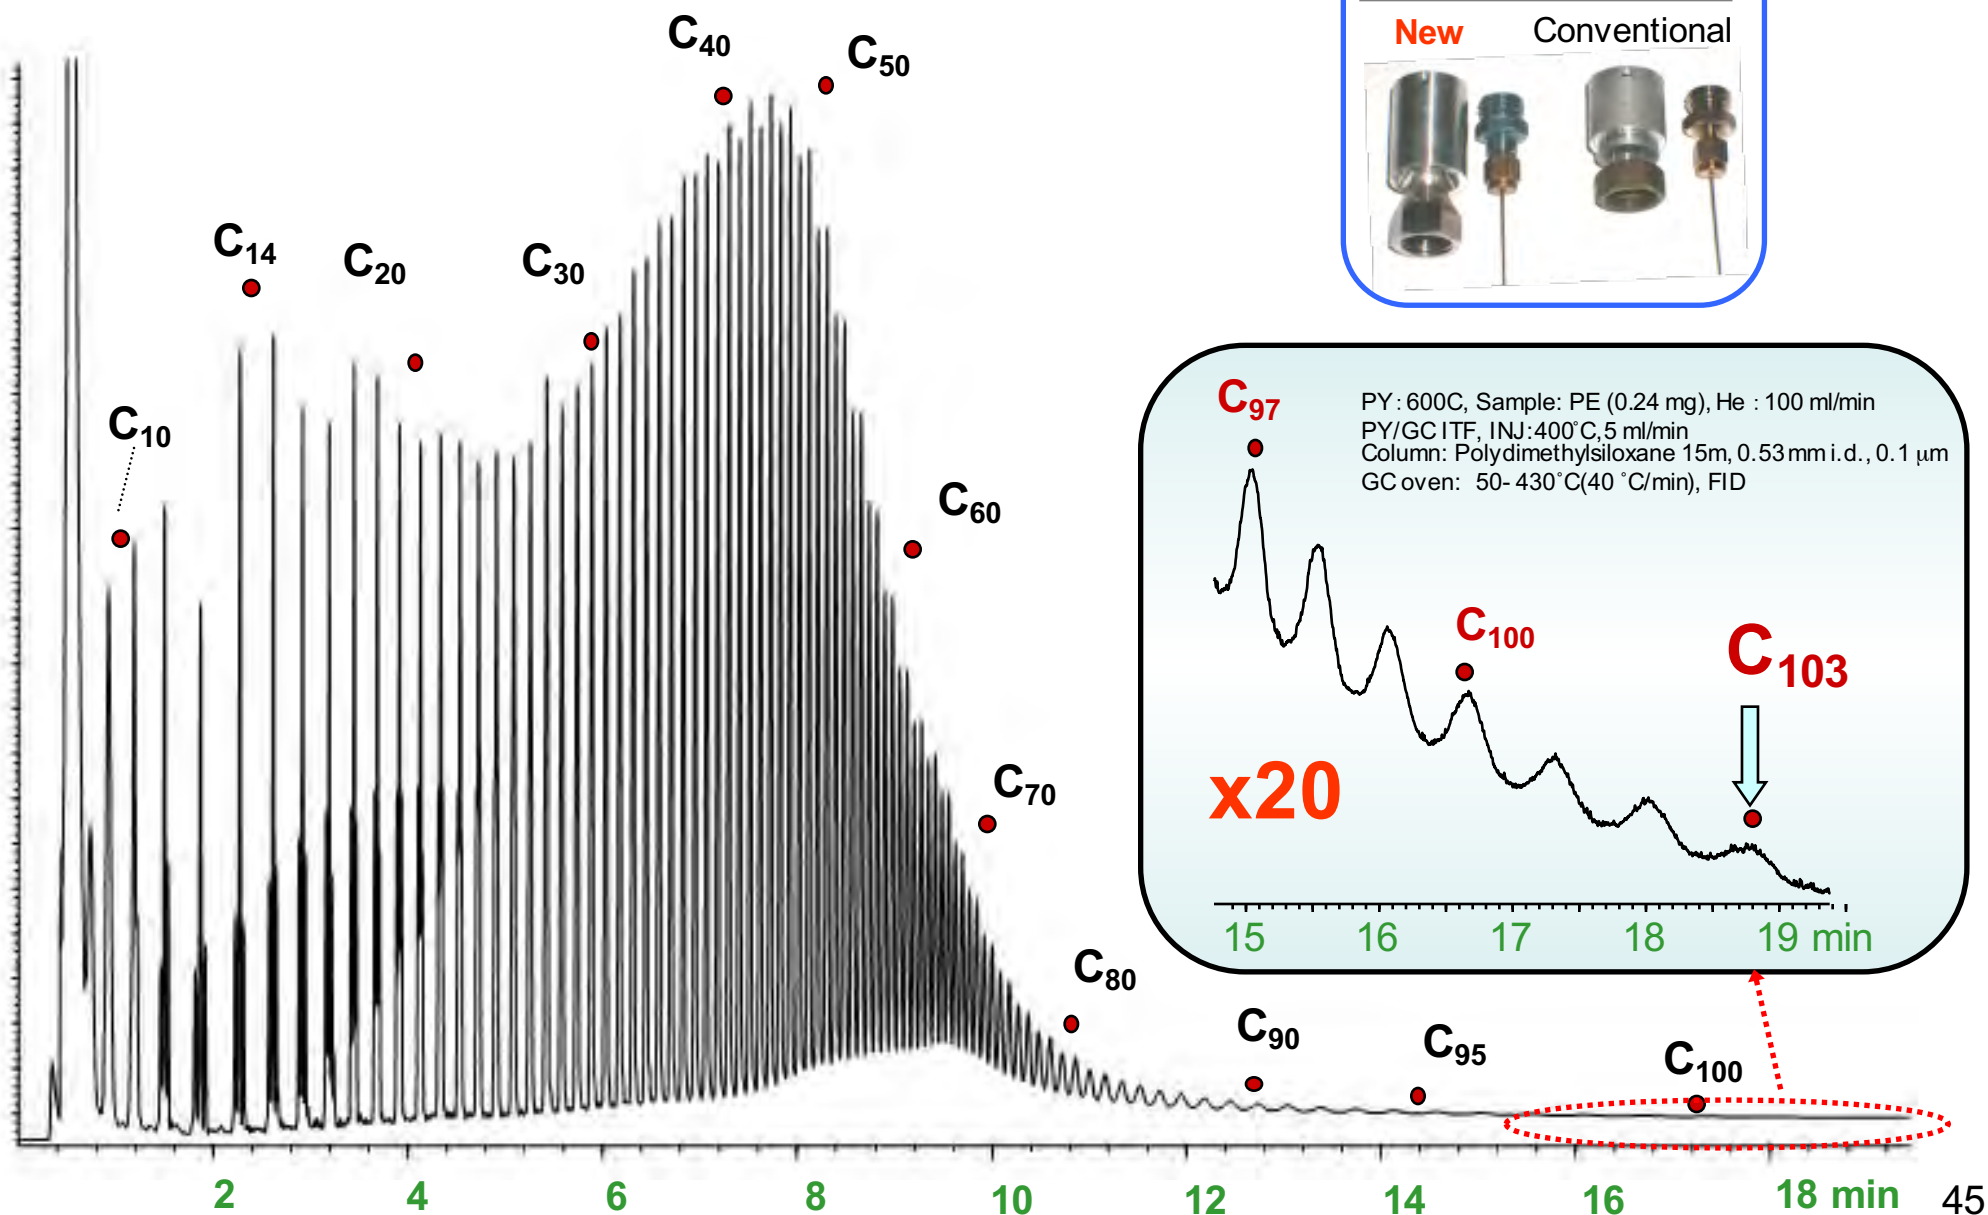 New Conventional
C40
C50
C14
C20
C30
C10
C60
C70
C80
C90
C95
C100
C97
PY : 600C, Sample: PE (0.24 mg), He : 100 ml/min
PY/GC ITF, INJ:400˚C,5 ml/min
Column: Polydimethylsiloxane 15m, 0.53 mm i.d., 0.1 μm
GC oven: 50- 430˚C(40 ˚C/min), FID
C100
C103
x20
15 16 17 18 19 min
2 4 6 8 10 12 14 16 18 min
45